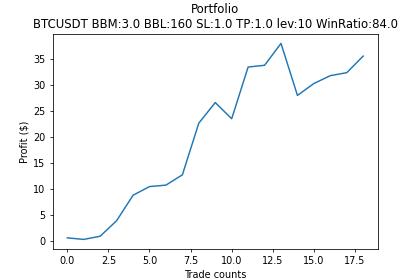 Portfolio
BTCUSDT BBM:3.0 BBL:160 SL:1.0 TP:1.0 lev:10 WinRatio:84.0
35
30
25
20
15
10
5
0
Profit ($)
0.0 2.5 5.0 7.5 10.0 12.5 15.0 17.5
Trade counts